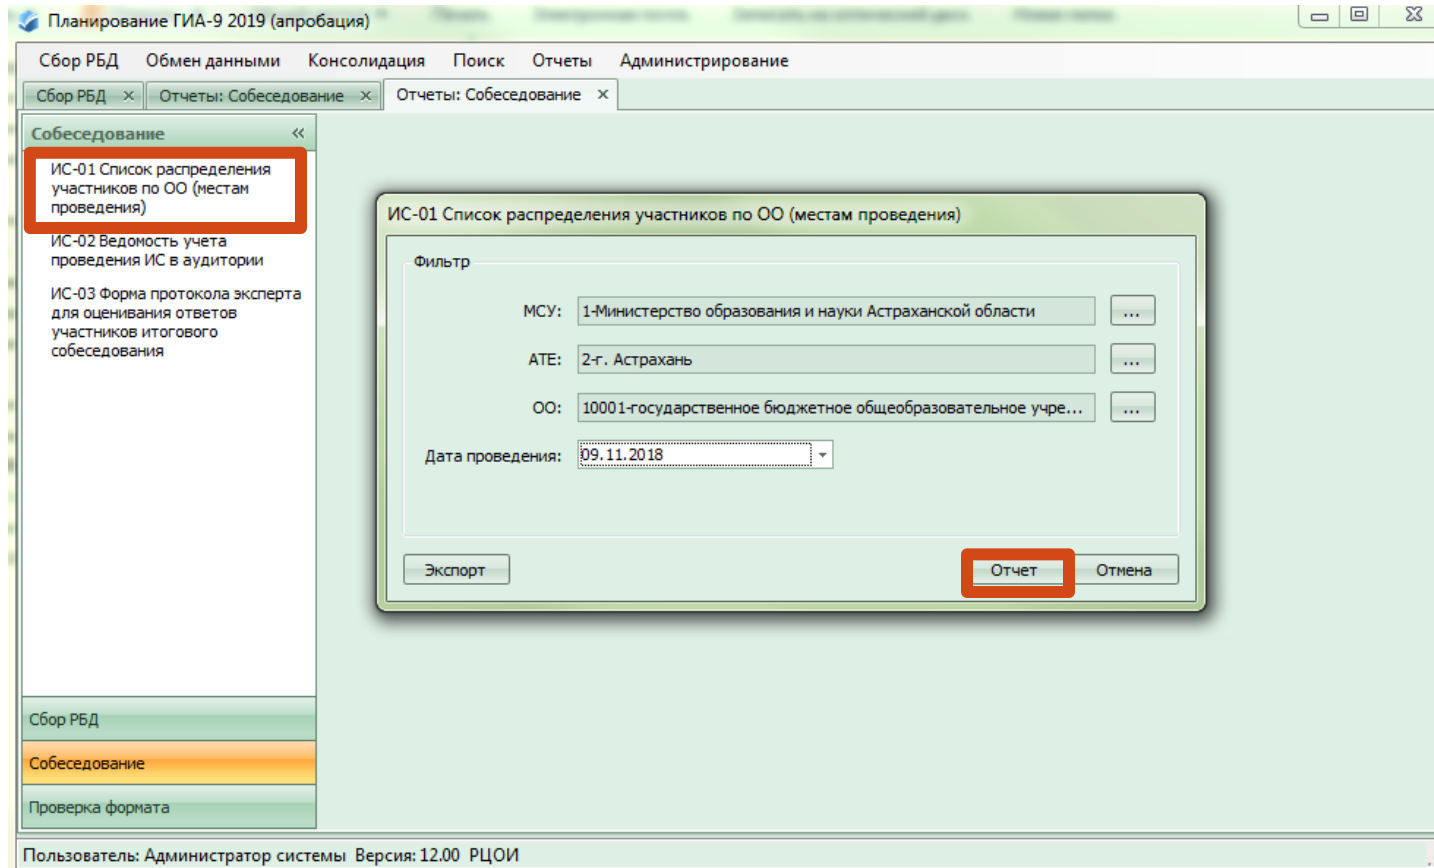 Планирование ГИА-9 2019 (апробация)
Сбор РБД Обмен данными Консолидация Поиск Отчеты Администрирование
Сбор РБД × Отчеты: Собеседование × Отчеты: Собеседование ×
Собеседование «
ИС-01 Список распределения
участников по ОО (местам
проведения)
ИС-02 Ведомость учета
проведения ИС в аудитории
ИС-03 Форма протокола эксперта
для оценивания ответов
участников итогового
собеседования
ИС-01 Список распределения участников по ОО (местам проведения)
Фильтр
МСУ: 1-Министерство образования и науки Астраханской области ...
АТЕ: 2-г. Астрахань ...
ОО: 10001-государственное бюджетное общеобразовательное учре... ...
Дата проведения: 09.11.2018
Экспорт Отчет Отмена
Сбор РБД
Собеседование
Проверка формата
Пользователь: Администратор системы Версия: 12.00 РЦОИ